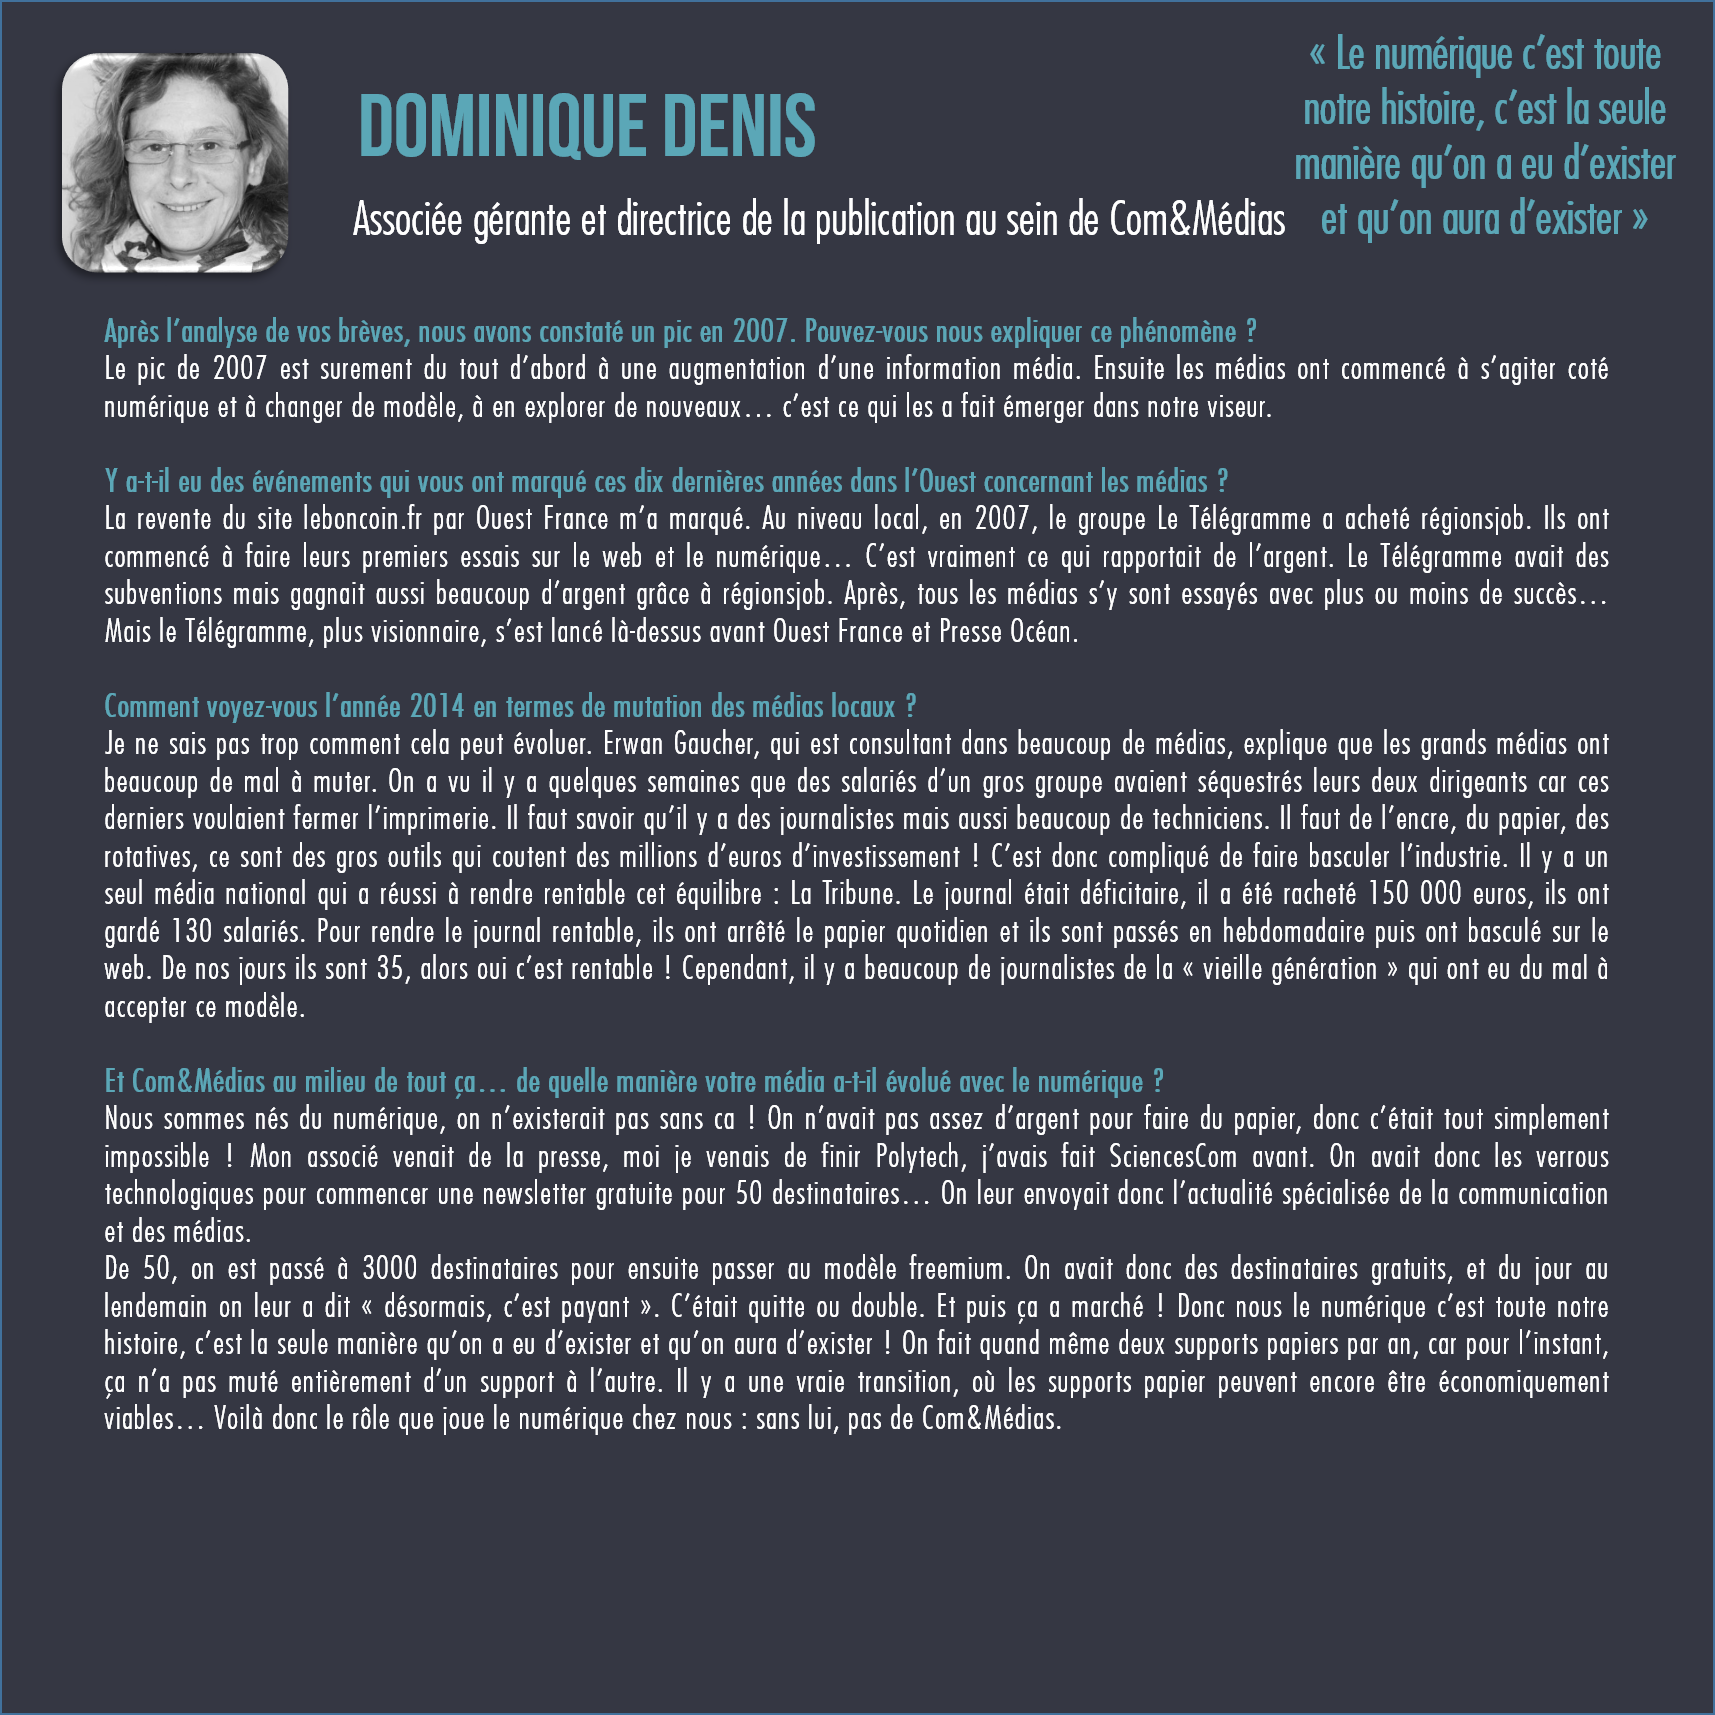 DOMINIQUE DENIS
Associée gérante et directrice de la publication au sein de Com&Médias
« Le numérique c’est toute
notre histoire, c’est la seule
manière qu’on a eu d’exister
et qu’on aura d’exister »
Après l’analyse de vos brèves, nous avons constaté un pic en 2007. Pouvez-vous nous expliquer ce phénomène ?
Le pic de 2007 est surement du tout d’abord à une augmentation d’une information média. Ensuite les médias ont commencé à s’agiter coté
numérique et à changer de modèle, à en explorer de nouveaux… c’est ce qui les a fait émerger dans notre viseur.
Y a-t-il eu des événements qui vous ont marqué ces dix dernières années dans l’Ouest concernant les médias ?
La revente du site leboncoin.fr par Ouest France m’a marqué. Au niveau local, en 2007, le groupe Le Télégramme a acheté régionsjob. Ils ont
commencé à faire leurs premiers essais sur le web et le numérique… C’est vraiment ce qui rapportait de l’argent. Le Télégramme avait des
subventions mais gagnait aussi beaucoup d’argent grâce à régionsjob. Après, tous les médias s’y sont essayés avec plus ou moins de succès…
Mais le Télégramme, plus visionnaire, s’est lancé là-dessus avant Ouest France et Presse Océan.
Comment voyez-vous l’année 2014 en termes de mutation des médias locaux ?
Je ne sais pas trop comment cela peut évoluer. Erwan Gaucher, qui est consultant dans beaucoup de médias, explique que les grands médias ont
beaucoup de mal à muter. On a vu il y a quelques semaines que des salariés d’un gros groupe avaient séquestrés leurs deux dirigeants car ces
derniers voulaient fermer l’imprimerie. Il faut savoir qu’il y a des journalistes mais aussi beaucoup de techniciens. Il faut de l’encre, du papier, des
rotatives, ce sont des gros outils qui coutent des millions d’euros d’investissement ! C’est donc compliqué de faire basculer l’industrie. Il y a un
seul média national qui a réussi à rendre rentable cet équilibre : La Tribune. Le journal était déficitaire, il a été racheté 150 000 euros, ils ont
gardé 130 salariés. Pour rendre le journal rentable, ils ont arrêté le papier quotidien et ils sont passés en hebdomadaire puis ont basculé sur le
web. De nos jours ils sont 35, alors oui c’est rentable ! Cependant, il y a beaucoup de journalistes de la « vieille génération » qui ont eu du mal à
accepter ce modèle.
Et Com&Médias au milieu de tout ça… de quelle manière votre média a-t-il évolué avec le numérique ?
Nous sommes nés du numérique, on n’existerait pas sans ca ! On n’avait pas assez d’argent pour faire du papier, donc c’était tout simplement
impossible ! Mon associé venait de la presse, moi je venais de finir Polytech, j’avais fait SciencesCom avant. On avait donc les verrous
technologiques pour commencer une newsletter gratuite pour 50 destinataires… On leur envoyait donc l’actualité spécialisée de la communication
et des médias.
De 50, on est passé à 3000 destinataires pour ensuite passer au modèle freemium. On avait donc des destinataires gratuits, et du jour au
lendemain on leur a dit « désormais, c’est payant ». C’était quitte ou double. Et puis ça a marché ! Donc nous le numérique c’est toute notre
histoire, c’est la seule manière qu’on a eu d’exister et qu’on aura d’exister ! On fait quand même deux supports papiers par an, car pour l’instant,
ça n’a pas muté entièrement d’un support à l’autre. Il y a une vraie transition, où les supports papier peuvent encore être économiquement
viables… Voilà donc le rôle que joue le numérique chez nous : sans lui, pas de Com&Médias.